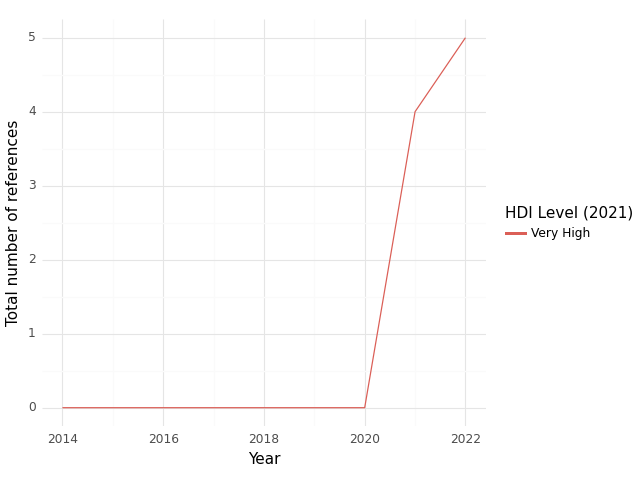 5
4
3
2
1
0
Total number of references
2014 2016 2018 2020 2022
Year
HDI Level (2021)
Very High